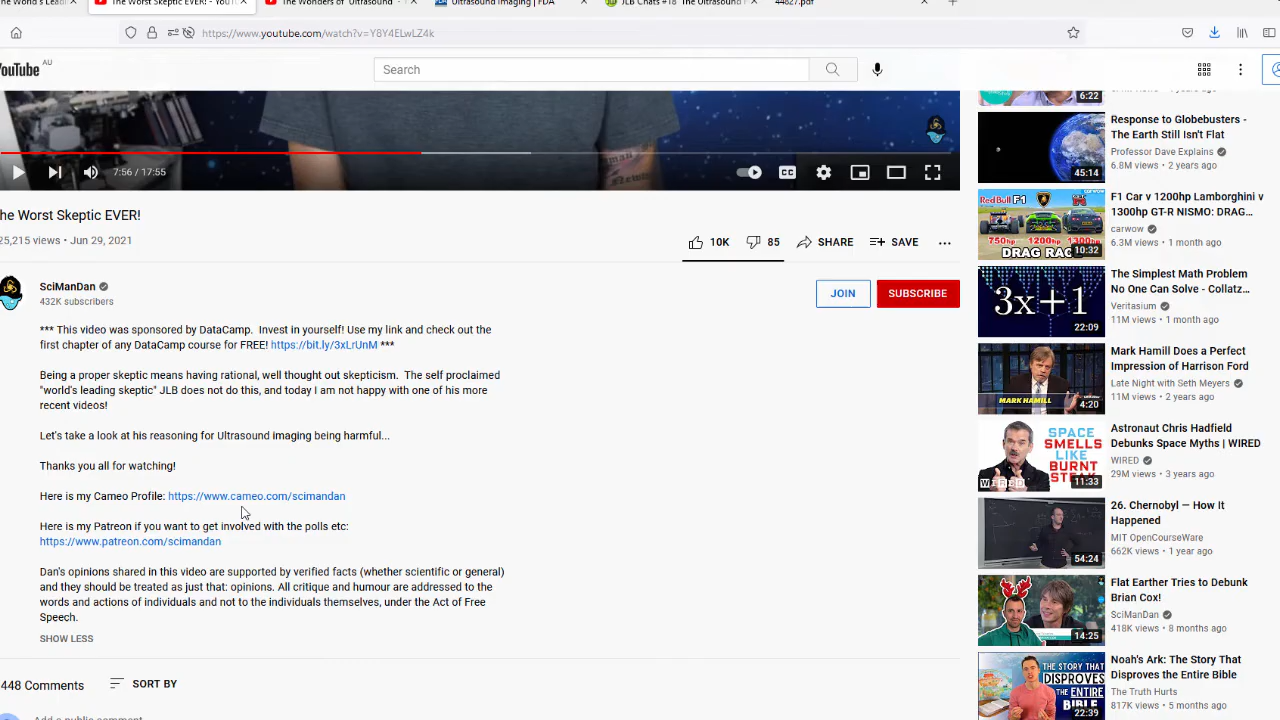 The Worst Skeptic EVER! - YouT
The Wonders of 'Ultrasound' -
Ultrasound Imaging | FDA
JLB Chats #18 'The Ultrasound
44827.pdf
https://www.youtube.com/watch?v=Y8Y4ELwLZ4k
YouTube AU
Search
7:56 / 17:55
CC
he Worst Skeptic EVER!
25,215 views • Jun 29, 2021
10K
85
SHARE
SAVE
SciManDan
432K subscribers
JOIN
SUBSCRIBE
*** This video was sponsored by DataCamp. Invest in yourself! Use my link and check out the
first chapter of any DataCamp course for FREE! https://bit.ly/3xLrUnM ***
Being a proper skeptic means having rational, well thought out skepticism. The self proclaimed
"world's leading skeptic" JLB does not do this, and today I am not happy with one of his more
recent videos!
Let's take a look at his reasoning for Ultrasound imaging being harmful...
Thanks you all for watching!
Here is my Cameo Profile: https://www.cameo.com/scimandan
Here is my Patreon if you want to get involved with the polls etc:
https://www.patreon.com/scimandan
Dan's opinions shared in this video are supported by verified facts (whether scientific or general)
and they should be treated as just that: opinions. All critique and humour are addressed to the
words and actions of individuals and not to the individuals themselves, under the Act of Free
Speech.
SHOW LESS
448 Comments
SORT BY
Add a public comment
6:22
Response to Globebusters -
The Earth Still Isn't Flat
Professor Dave Explains
6.8M views • 2 years ago
45:14
F1 Car v 1200hp Lamborghini v
1300hp GT-R NISMO: DRAG...
carwow
6.3M views • 1 month ago
Red Bull F1
750hp 1200hp 1300hp
DRAG RAC
10:32
The Simplest Math Problem
No One Can Solve - Collatz...
Veritasium
11M views • 1 month ago
3x+1
22:09
Mark Hamill Does a Perfect
Impression of Harrison Ford
Late Night with Seth Meyers
11M views • 2 years ago
MARK HAMILL
4:20
Astronaut Chris Hadfield
Debunks Space Myths | WIRED
WIRED
29M views • 3 years ago
SPACE
SMELLS
LIKE
BURNT
STEAK
WIRED
11:33
26. Chernobyl — How It
Happened
MIT OpenCourseWare
662K views • 1 year ago
54:24
Flat Earther Tries to Debunk
Brian Cox!
SciManDan
418K views • 8 months ago
14:25
Noah's Ark: The Story That
Disproves the Entire Bible
The Truth Hurts
817K views • 5 months ago
THE STORY THAT
DISPROVES
THE ENTIRE
BIBLE
22:39